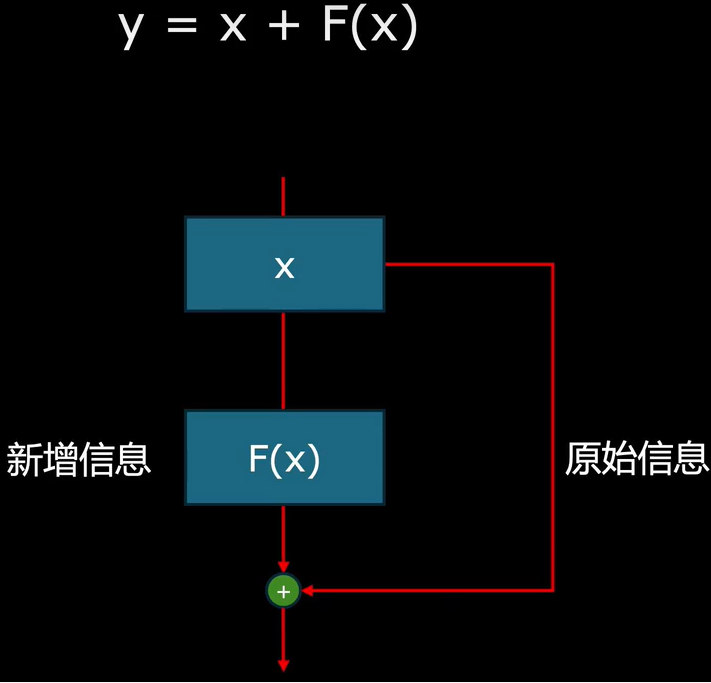 y = x + F(x)
x
新增信息
F(x)
原始信息
+